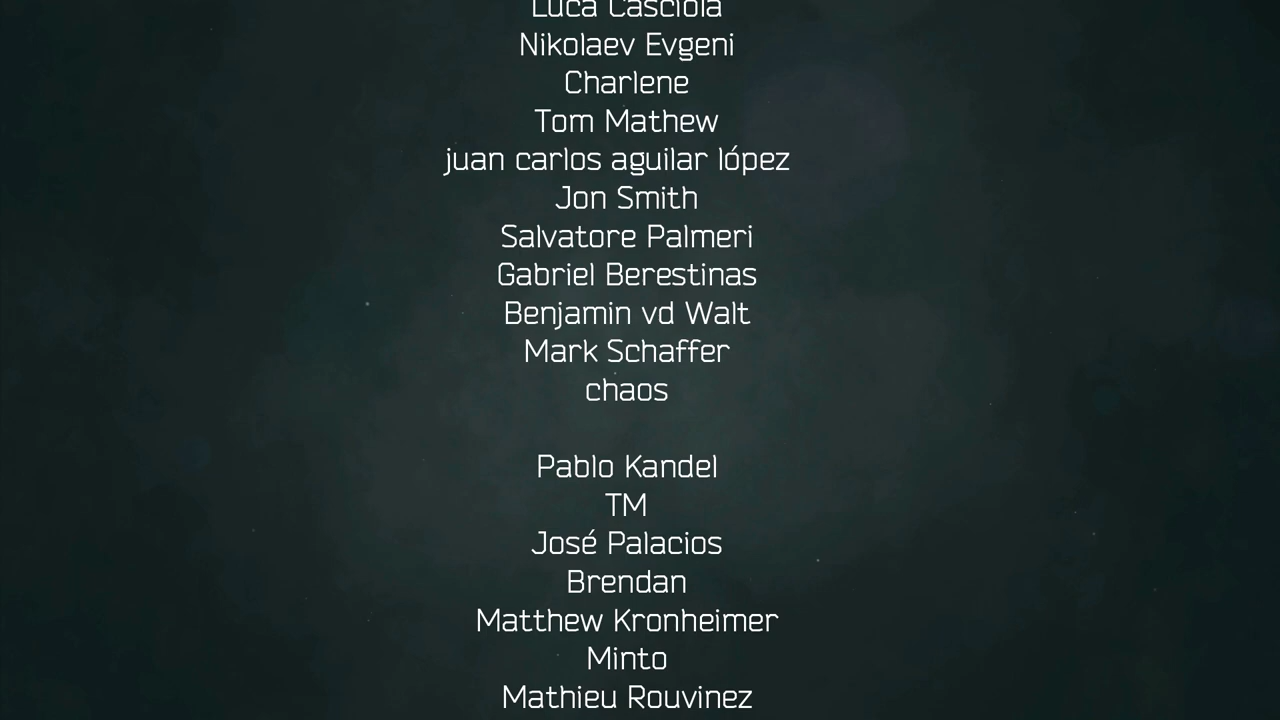 Luca Casciola
Nikolaev Evgeni
Charlene
Tom Mathew
juan carlos aguilar lópez
Jon Smith
Salvatore Palmeri
Gabriel Berestinas
Benjamin vd Walt
Mark Schaffer
chaos
Pablo Kandel
TM
José Palacios
Brendan
Matthew Kronheimer
Minto
Mathieu Rouvinez